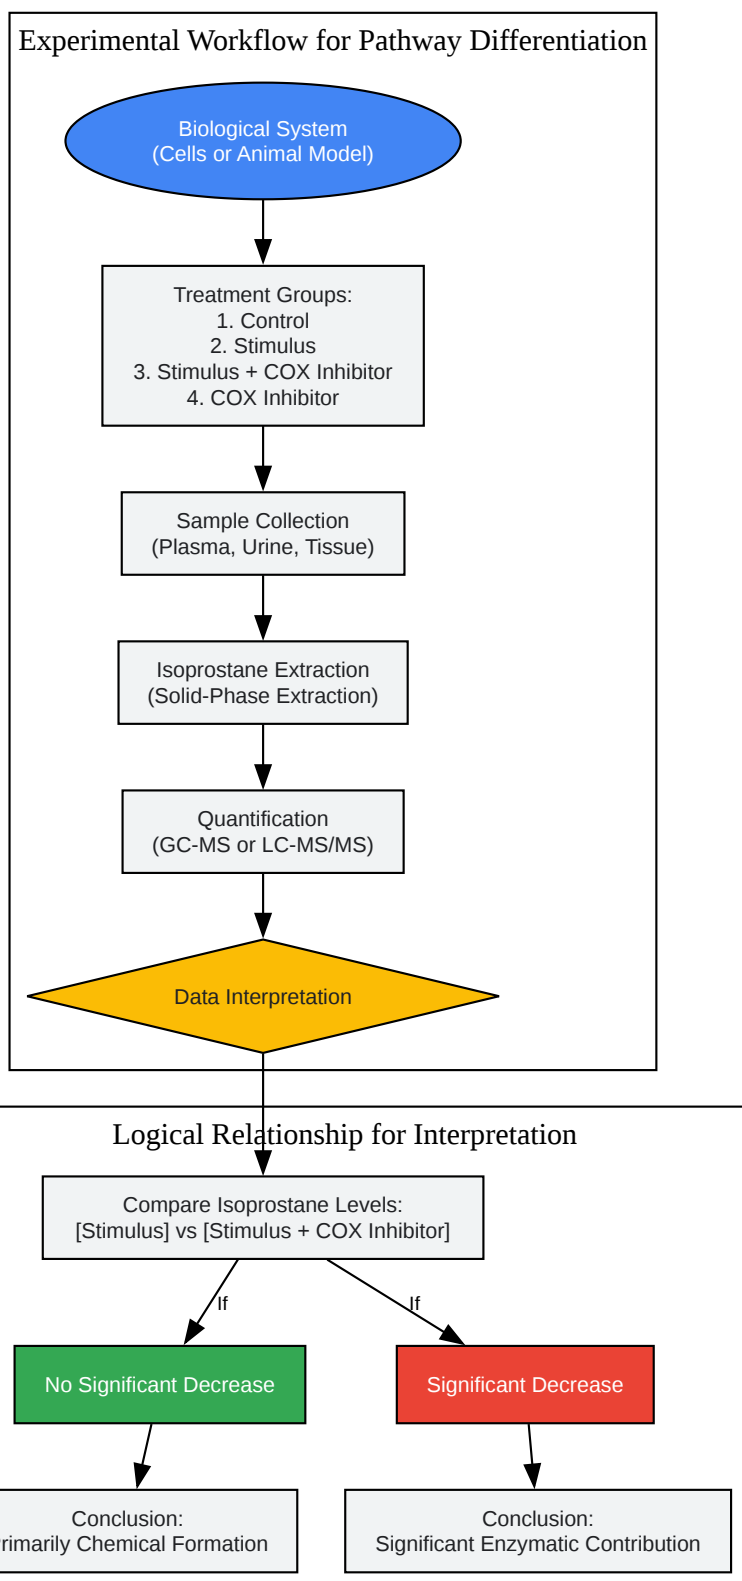 Experimental Workflow for Pathway Differentiation
Biological System
(Cells or Animal Model)
Treatment Groups:
1. Control
2. Stimulus
3. Stimulus + COX Inhibitor
4. COX Inhibitor
Sample Collection
(Plasma, Urine, Tissue)
Isoprostane Extraction
(Solid-Phase Extraction)
Quantification
(GC-MS or LC-MS/MS)
Data Interpretation
Logical Relationship for Interpretation
Compare Isoprostane Levels:
[Stimulus] vs [Stimulus + COX Inhibitor]
If
If
No Significant Decrease
Significant Decrease
Conclusion:
rimarily Chemical Formation
Conclusion:
Significant Enzymatic Contribution